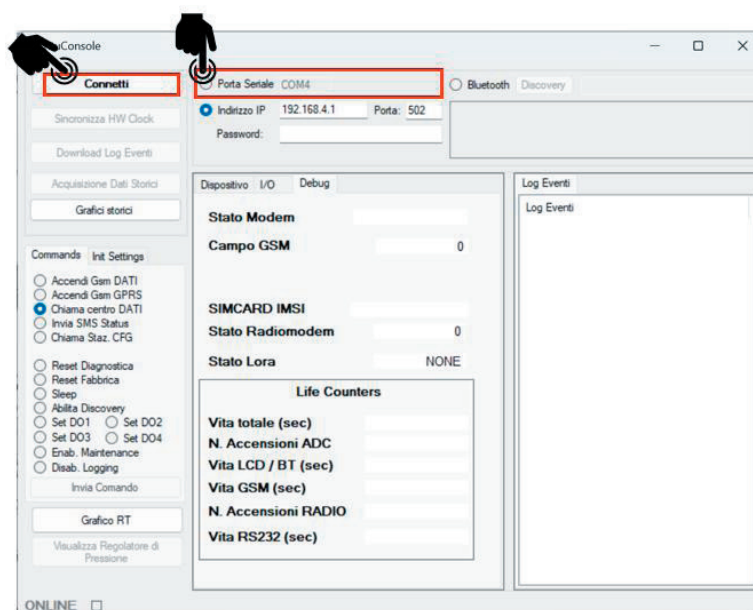 uConsole
Connetti
Sincronizza HW Clock
Download Log Eventi
Acquisizione Dati Storici
Grafici storici
Porta Seriale COM4
Indirizzo IP 192.168.4.1 Porta: 502
Password:
Bluetooth Discovery
Commands Init Settings
Accendi Gsm DATI
Accendi Gsm GPRS
Chiama centro DATI
Invia SMS Status
Chiama Staz. CFG
Reset Diagnostica
Reset Fabbrica
Sleep
Abilita Discovery
Set DO1 Set DO2
Set DO3 Set DO4
Enab. Maintenance
Disab. Logging
Invia Comando
Grafico RT
Visualizza Regolatore di
Pressione
ONLINE
Dispositivo I/O Debug
Stato Modem
Campo GSM 0
SIMCARD IMSI
Stato Radiomodem 0
Stato Lora NONE
Life Counters
Vita totale (sec)
N. Accensioni ADC
Vita LCD / BT (sec)
Vita GSM (sec)
N. Accensioni RADIO
Vita RS232 (sec)
Log Eventi
Log Eventi